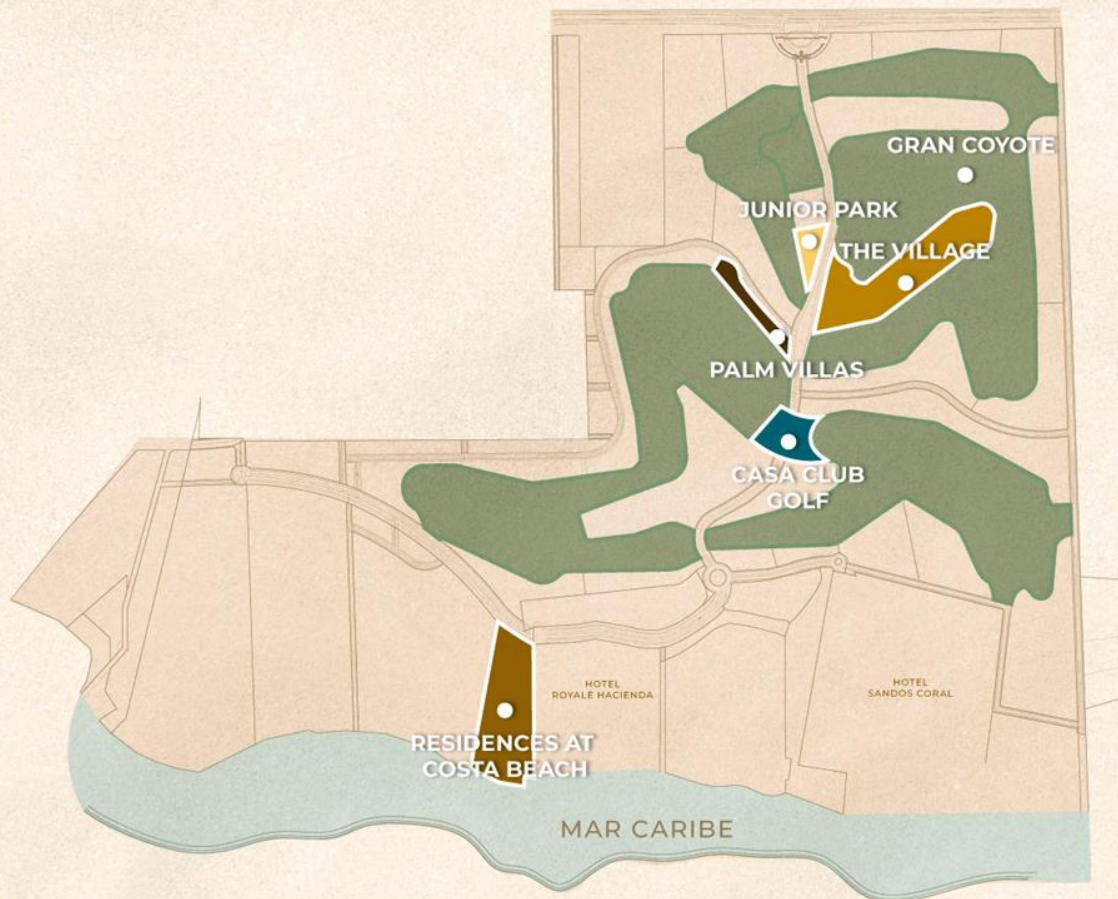 GRAN COYOTE
JUNIOR PARK
THE VILLAGE
PALM VILLAS
CASA CLUB
GOLF
HOTEL
ROYALE HACIENDA
HOTEL
SANDOS CORAL
RESIDENCES AT
COSTA BEACH
MAR CARIBE